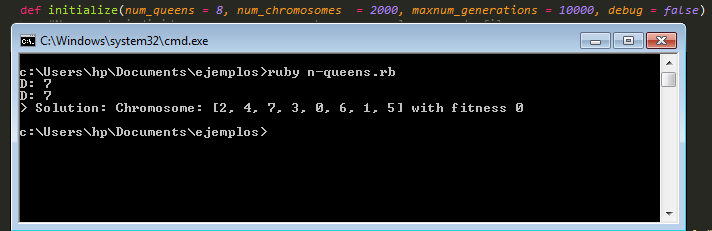 def initialize(num_queens = 8, num_chromosomes = 2000, maxnum_generations = 10000, debug = false)
C:\Windows\system32\cmd.exe
c:\Users\hp\Documents\ejemplos>ruby n-queens.rb
D: 7
D: 7
> Solution: Chromosome: [2, 4, 7, 3, 0, 6, 1, 5] with fitness 0
c:\Users\hp\Documents\ejemplos>